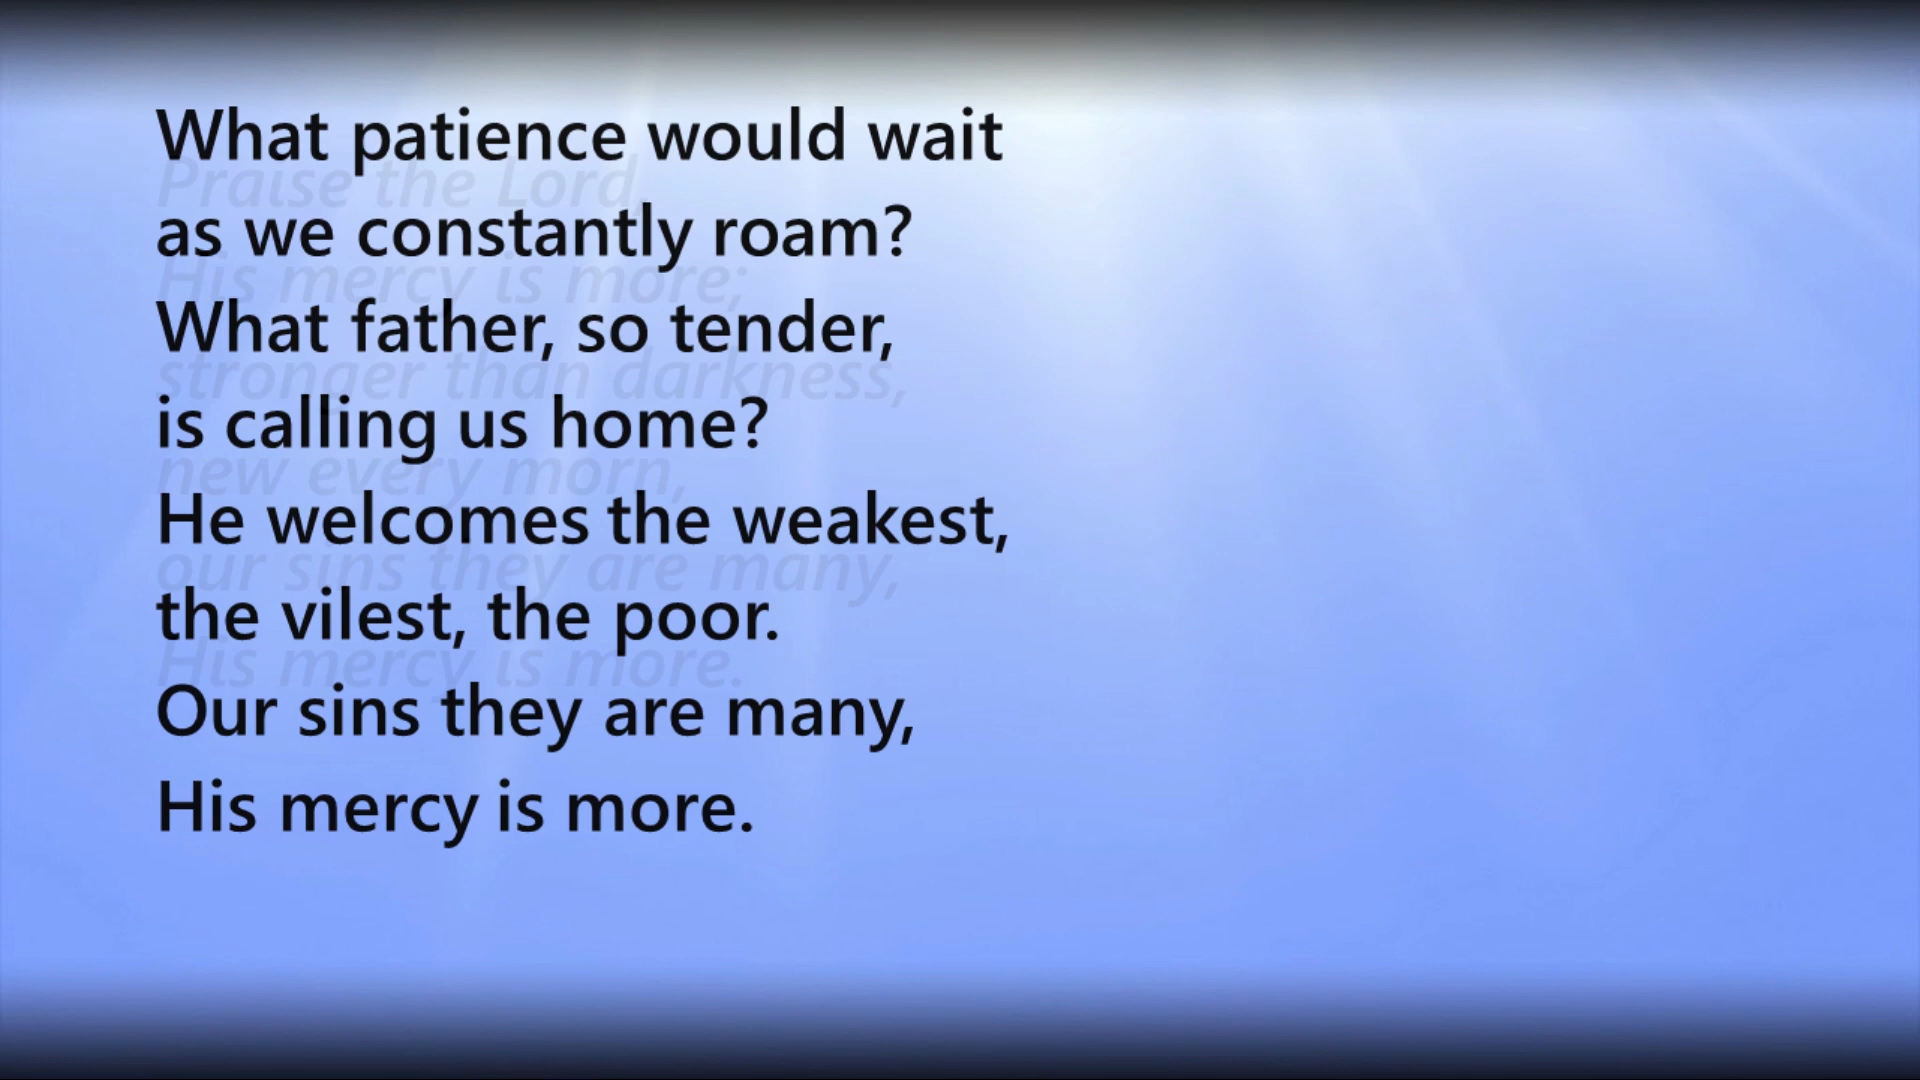 What patience would wait
Praise the Lord,
as we constantly roam?
His mercy is more;
What father, so tender,
stronger than darkness,
is calling us home?
new every morn,
He welcomes the weakest,
our sins they are many,
the vilest, the poor.
His mercy is more.
Our sins they are many,
His mercy is more.